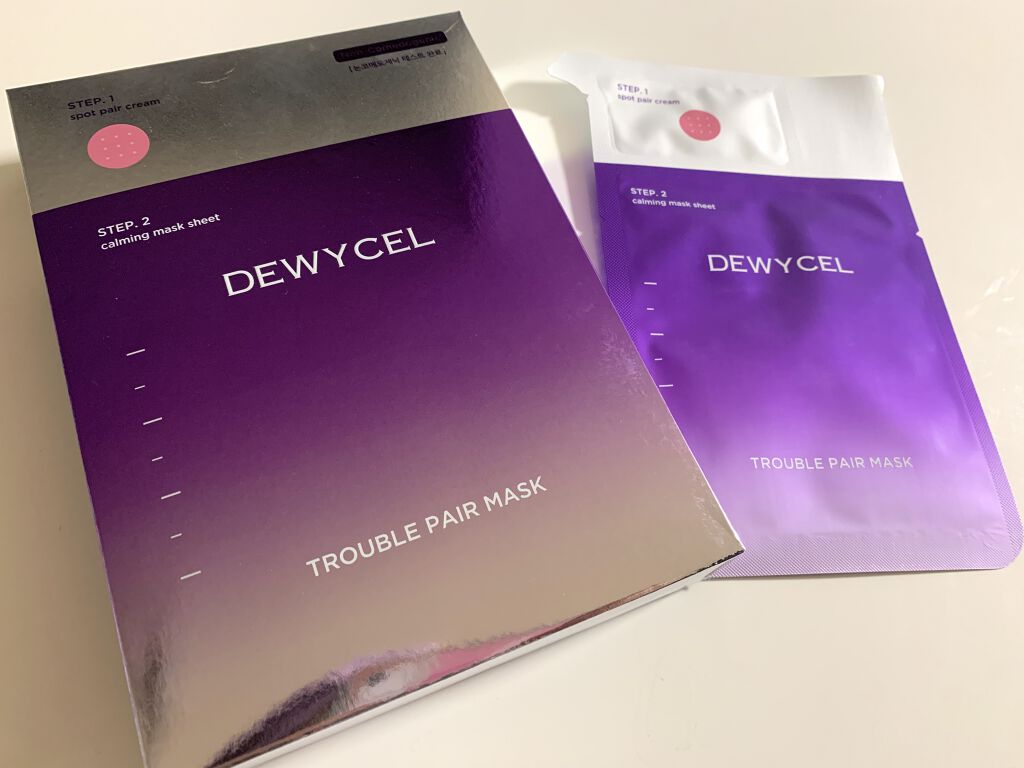 Non-Comedogenic
[논코메도제닉 테스트 완료]
STEP. 1
spot pair cream
STEP. 2
calming mask sheet
DEWYCEL
TROUBLE PAIR MASK
STEP. 1
spot pair cream
STEP. 2
calming mask sheet
DEWYCEL
TROUBLE PAIR MASK